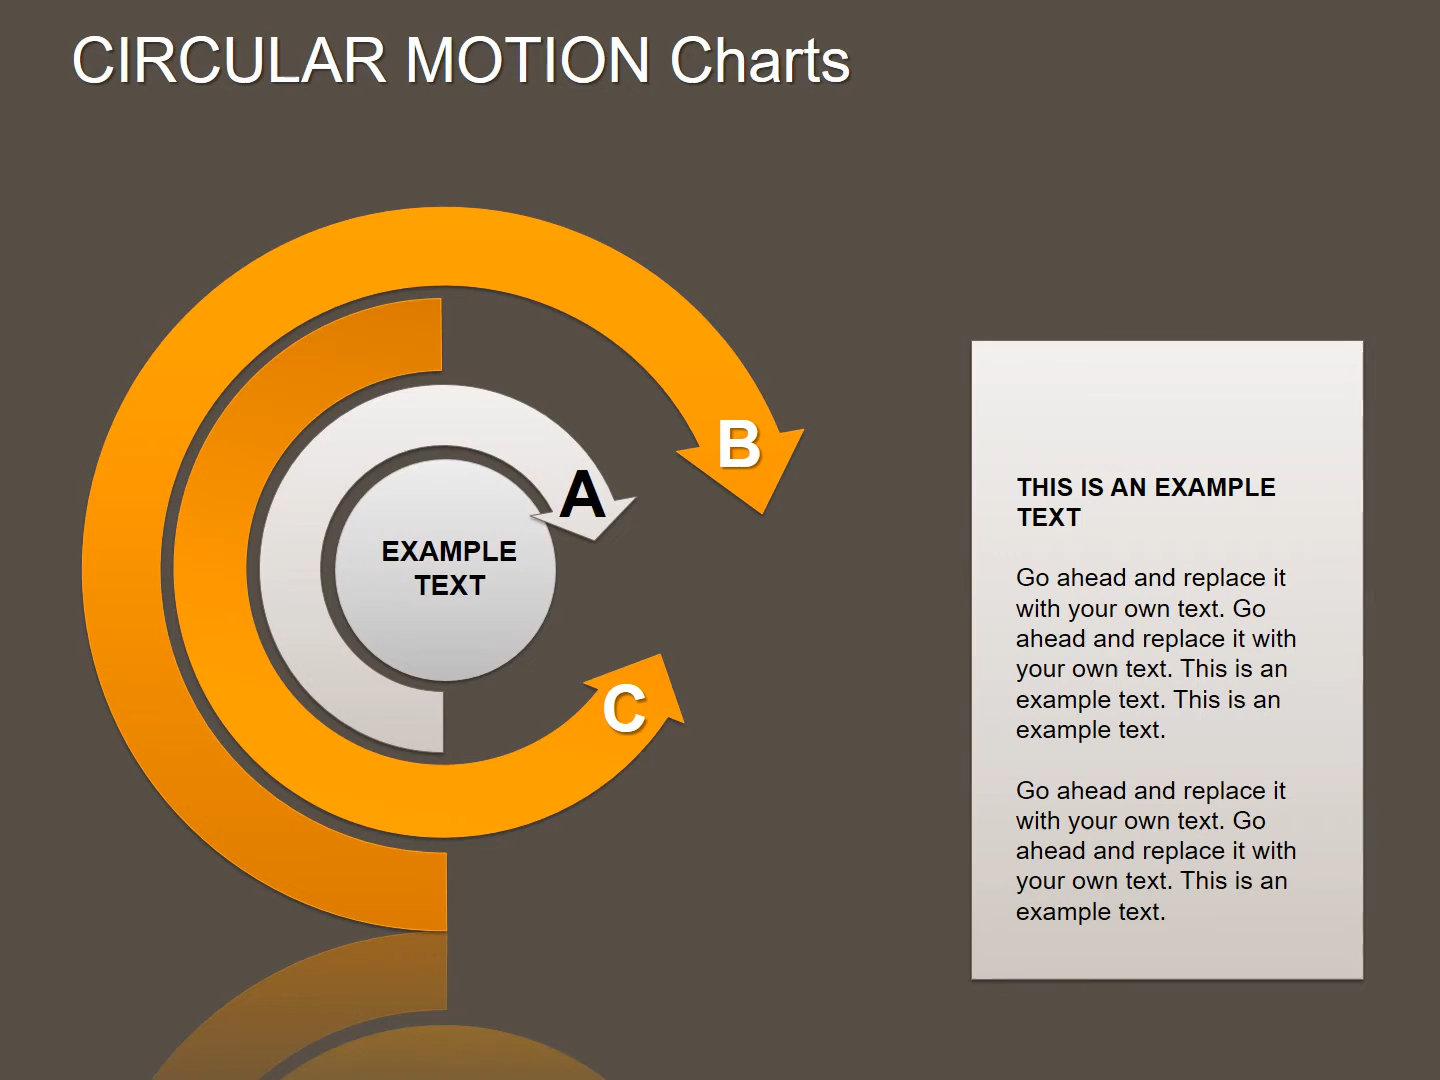 CIRCULAR MOTION Charts
B
A
EXAMPLE
TEXT
C
THIS IS AN EXAMPLE
TEXT
Go ahead and replace it
with your own text. Go
ahead and replace it with
your own text. This is an
example text. This is an
example text.
Go ahead and replace it
with your own text. Go
ahead and replace it with
your own text. This is an
example text.